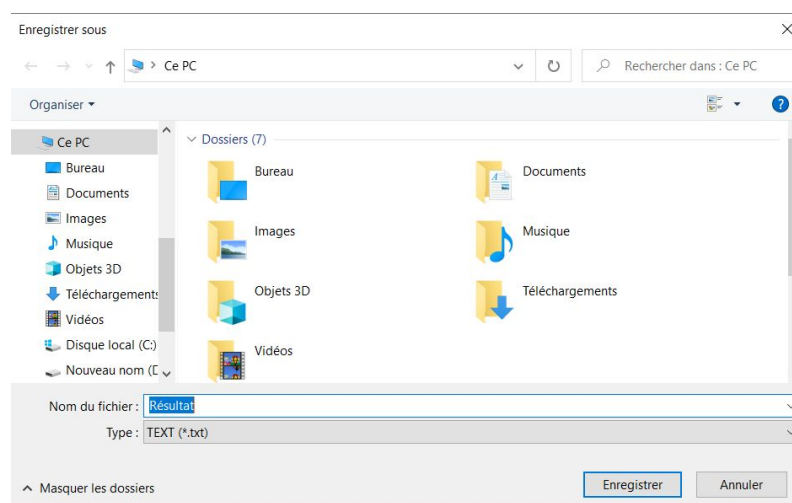 Enregistrer sous
Ce PC
Rechercher dans : Ce PC
Organiser
Ce PC
Bureau
Documents
Images
Musique
Objets 3D
Téléchargements
Vidéos
Disque local (C:)
Nouveau nom (D
Dossiers (7)
Bureau
Documents
Images
Musique
Objets 3D
Téléchargements
Vidéos
Nom du fichier : Résultat
Type : TEXT (*.txt)
Masquer les dossiers
Enregistrer
Annuler